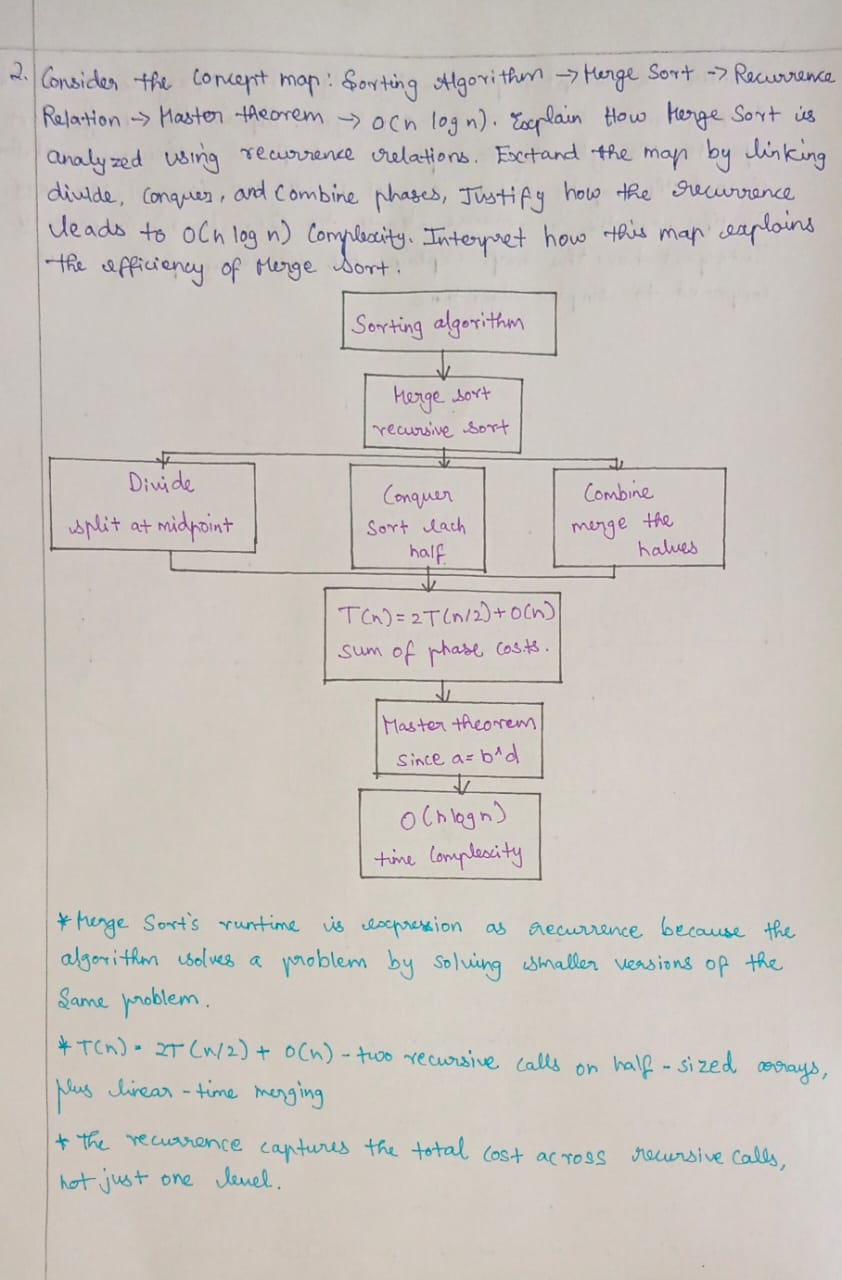 2. Consider the Concept map: Sorting Algorithm → Merge Sort → Recurrence
Relation → Master theorem → O(n log n). Explain How Merge Sort is
analyzed using recurrence relations. Exctand the map by linking
divide, Conquer, and Combine phases, Justify how the recurrence
leads to O(n log n) Complexity. Interpret how this map explains
the efficiency of Merge Sort.
Sorting algorithm
Merge sort
recursive sort
Divide
split at midpoint
Conquer
Sort each
half
Combine
merge the
halves
T(n)=2T(n/2)+O(n)
sum of phase costs.
Master theorem
since a=b^d
O(nlogn)
time Complexity
* Merge Sort's runtime is expression as recurrence because the
algorithm solves a problem by solving smaller versions of the
Same problem.
* T(n) = 2T(n/2) + O(n) - two recursive calls on half-sized arrays,
plus linear-time merging
* The recurrence captures the total cost across recursive calls,
not just one level.